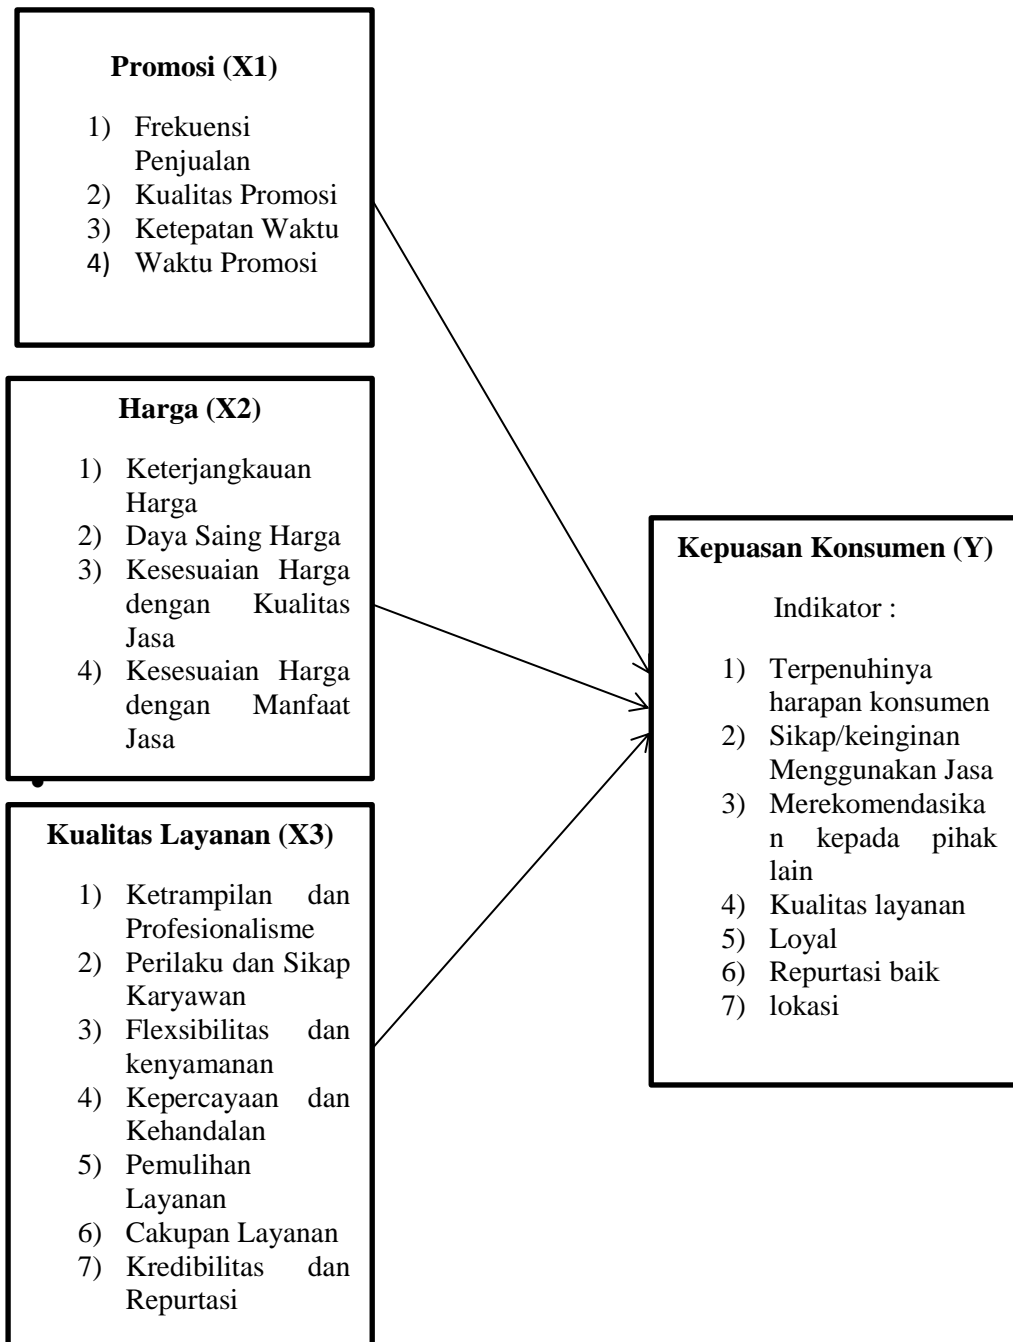 Promosi (X1)
1) Frekuensi
Penjualan
2) Kualitas Promosi
3) Ketepatan Waktu
4) Waktu Promosi
Harga (X2)
1) Keterjangkauan
Harga
2) Daya Saing Harga
3) Kesesuaian Harga
dengan Kualitas
Jasa
4) Kesesuaian Harga
dengan Manfaat
Jasa
Kualitas Layanan (X3)
1) Ketrampilan dan
Profesionalisme
2) Perilaku dan Sikap
Karyawan
3) Flexsibilitas dan
kenyamanan
4) Kepercayaan dan
Kehandalan
5) Pemulihan
Layanan
6) Cakupan Layanan
7) Kredibilitas dan
Repurtasi
Kepuasan Konsumen (Y)
Indikator :
1) Terpenuhinya
harapan konsumen
2) Sikap/keinginan
Menggunakan Jasa
3) Merekomendasika
n kepada pihak
lain
4) Kualitas layanan
5) Loyal
6) Repurtasi baik
7) lokasi